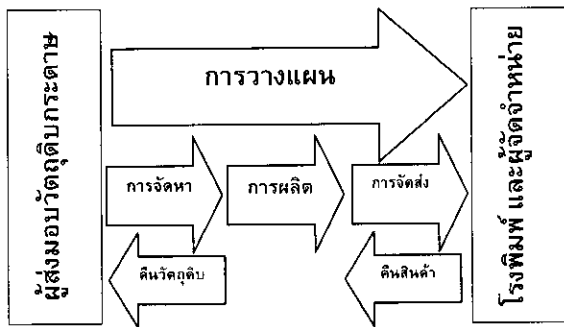 ผู้ส่งมอบวัตถุดิบกระดาษ
การวางแผน
การจัดหา
การผลิต
การจัดส่ง
คืนวัตถุดิบ
คืนสินค้า
โรงพิมพ์ และผู้จัดจำหน่าย